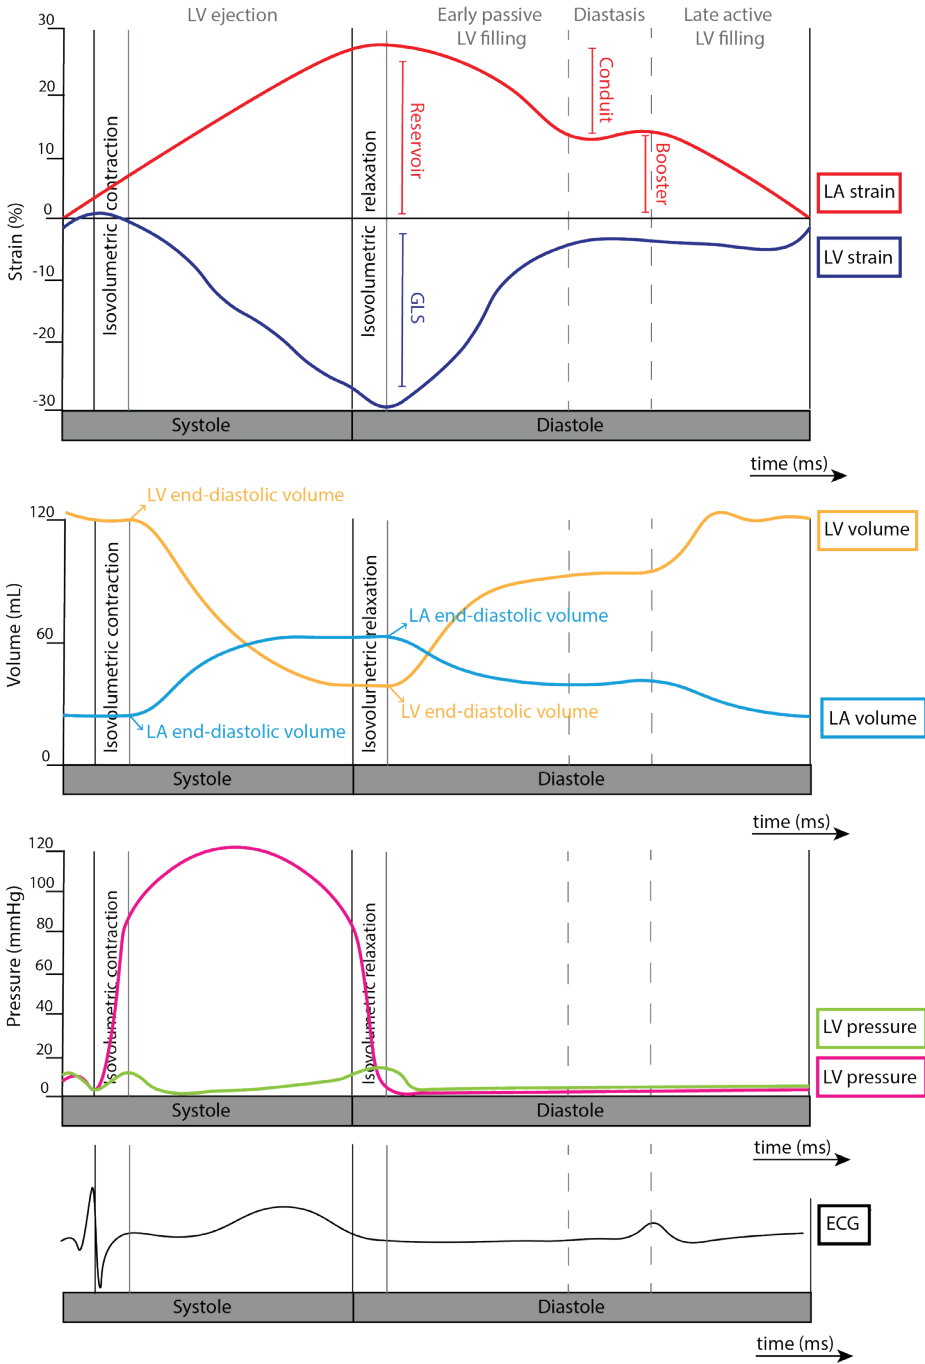 LV ejection
Early passive
LV filling
Diastasis
Late active
LV filling
30
20
10
0
-10
-20
-30
Strain (%)
Isovolumetric contraction
Isovolumetric relaxation
Reservoir
Conduit
Booster
GLS
LA strain
LV strain
Systole
Diastole
time (ms)
LV end-diastolic volume
120
60
0
Volume (mL)
Isovolumetric contraction
Isovolumetric relaxation
LA end-diastolic volume
LV end-diastolic volume
LA end-diastolic volume
LV volume
LA volume
Systole
Diastole
time (ms)
120
100
80
60
40
20
0
Pressure (mmHg)
Isovolumetric contraction
Isovolumetric relaxation
LV pressure
LV pressure
Systole
Diastole
time (ms)
ECG
Systole
Diastole
time (ms)